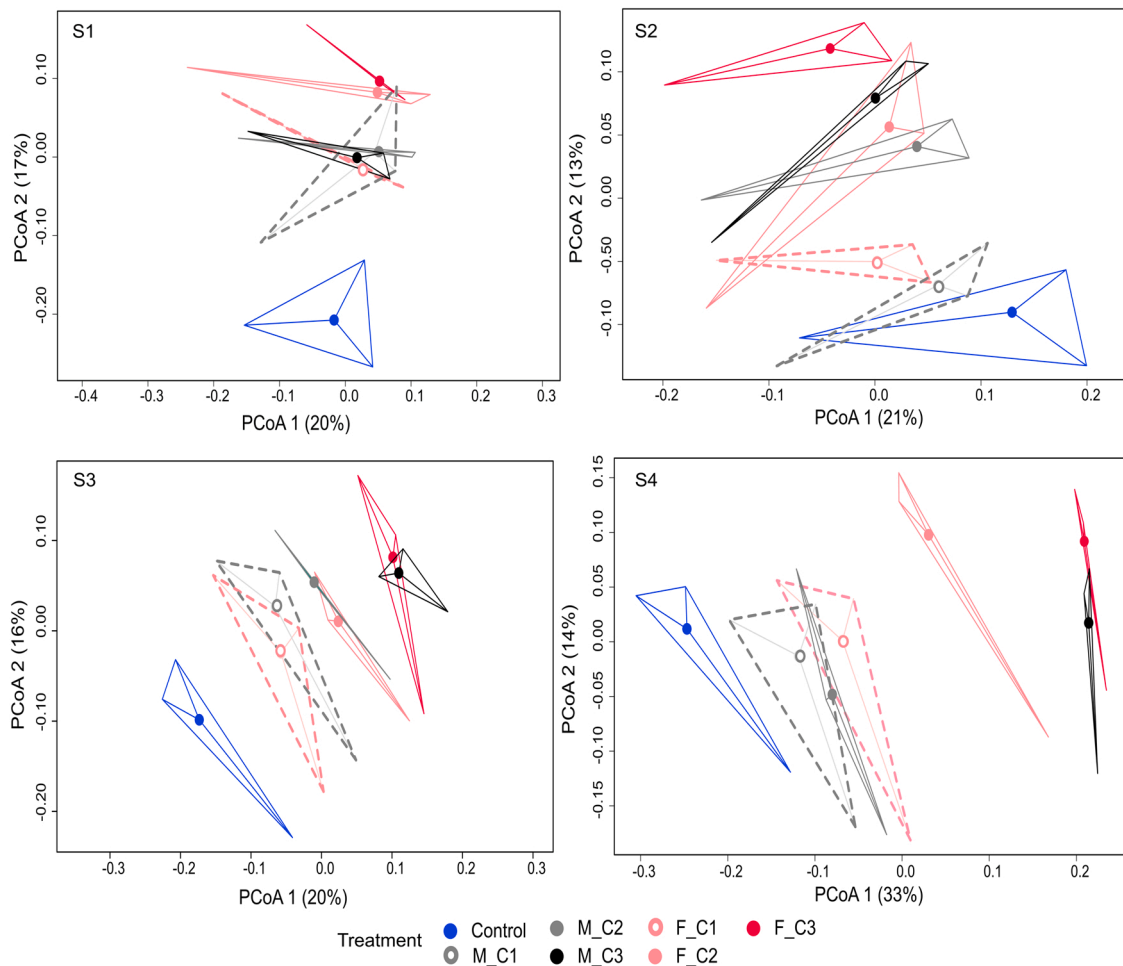 S1
0.10
0.00
-0.10
-0.20
PCoA 2 (17%)
-0.4 -0.3 -0.2 -0.1 0.0 0.1 0.2 0.3
PCoA 1 (20%)
S2
0.10
0.05
0.00
-0.50
-0.10
PCoA 2 (13%)
-0.2 -0.1 0.0 0.1 0.2
PCoA 1 (21%)
S3
0.10
0.00
-0.10
-0.20
PCoA 2 (16%)
-0.3 -0.2 -0.1 0.0 0.1 0.2 0.3
PCoA 1 (20%)
S4
0.15
0.10
0.05
0.00
-0.05
-0.10
-0.15
PCoA 2 (14%)
-0.3 -0.2 -0.1 0.0 0.1 0.2
PCoA 1 (33%)
Treatment
Control M_C2 F_C1 F_C3
M_C1 M_C3 F_C2